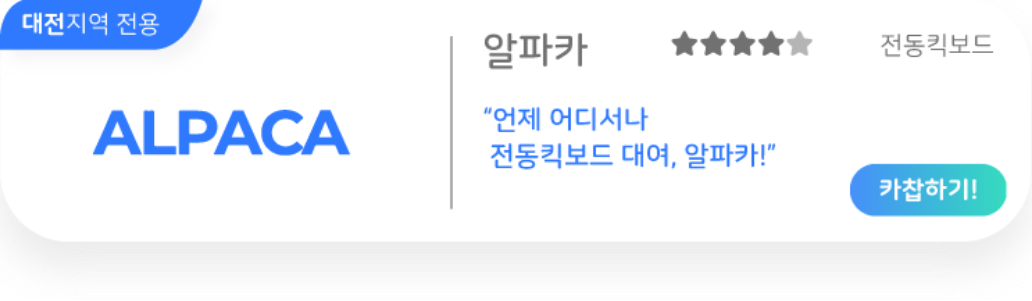 대전지역 전용
ALPACA
알파카
전동킥보드
“언제 어디서나
전동킥보드 대여, 알파카!”
카찹하기!